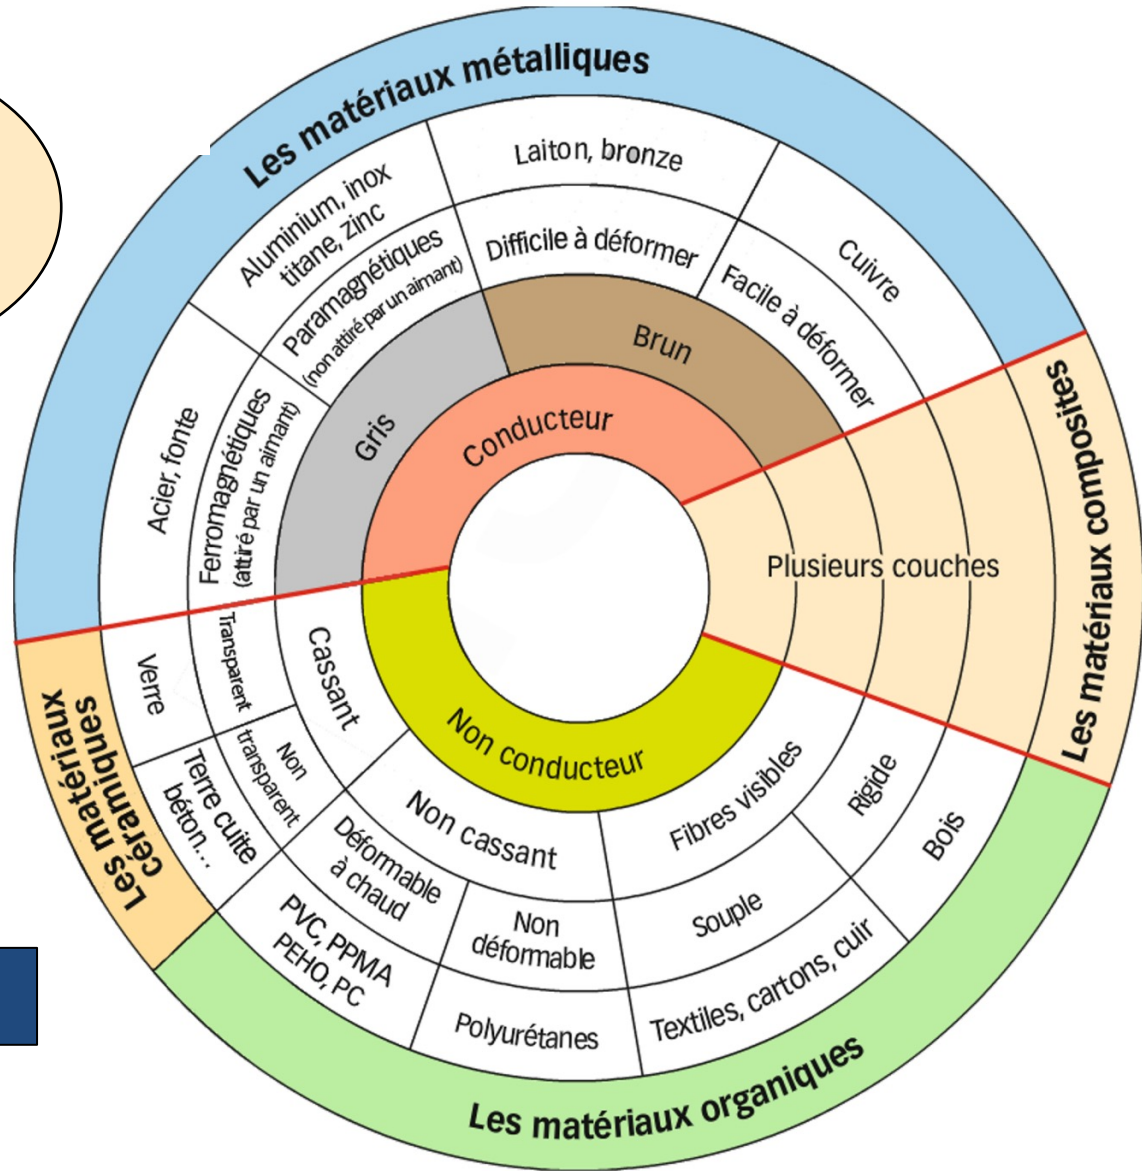 Les matériaux métalliques
Aluminium, inox
titane, zinc
Laiton, bronze
Cuivre
Acier, fonte
Paramagnétiques
(non attiré par un aimant)
Difficile à déformer
Facile à déformer
Ferromagnétiques
(attiré par un aimant)
Gris
Brun
Conducteur
Les matériaux composites
Plusieurs couches
Les matériaux
céramiques
Verre
Transparent
Cassant
Terre cuite
béton...
Non
transparent
Non conducteur
Non cassant
Fibres visibles
Déformable
à chaud
Non
déformable
Souple
Rigide
PVC, PPMA
PEHO, PC
Polyurétanes
Textiles, cartons, cuir
Bois
Les matériaux organiques